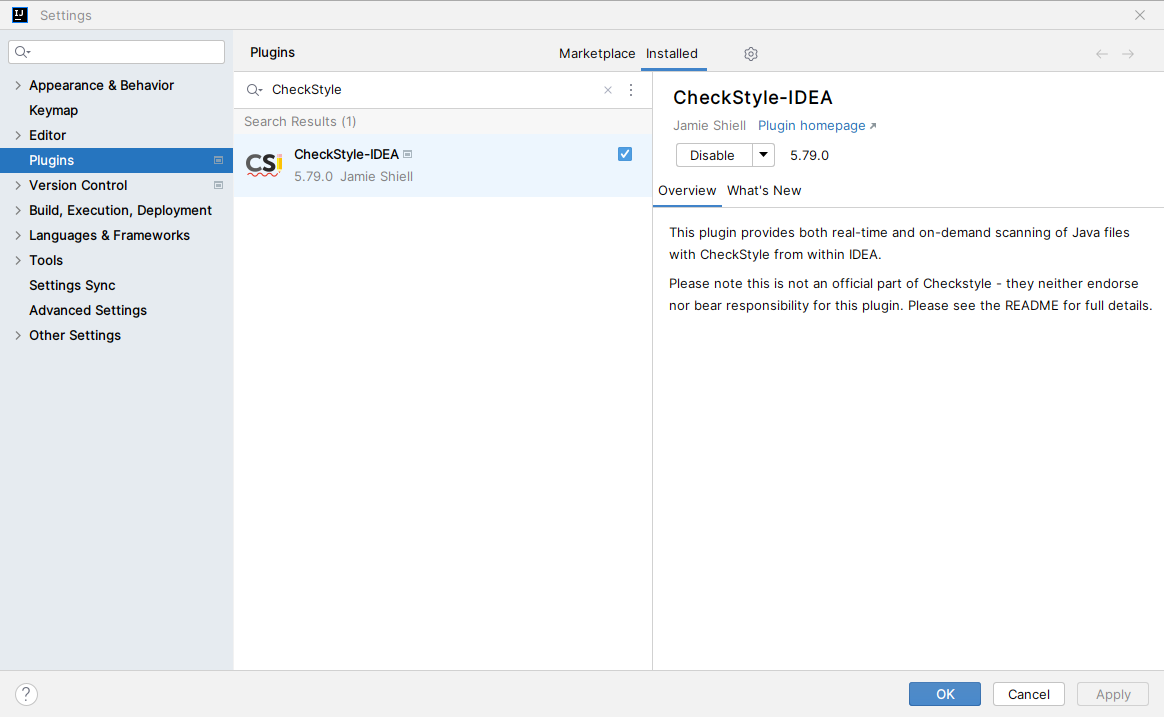 IJ
Settings
Appearance & Behavior
Keymap
Editor
Plugins
Version Control
Build, Execution, Deployment
Languages & Frameworks
Tools
Settings Sync
Advanced Settings
Other Settings
Plugins
Marketplace
Installed
CheckStyle
Search Results (1)
CS!
CheckStyle-IDEA
5.79.0 Jamie Shiell
CheckStyle-IDEA
Jamie Shiell Plugin homepage ↗
Disable 5.79.0
Overview What's New
This plugin provides both real-time and on-demand scanning of Java files
with CheckStyle from within IDEA.
Please note this is not an official part of Checkstyle - they neither endorse
nor bear responsibility for this plugin. Please see the README for full details.
?
OK
Cancel
Apply